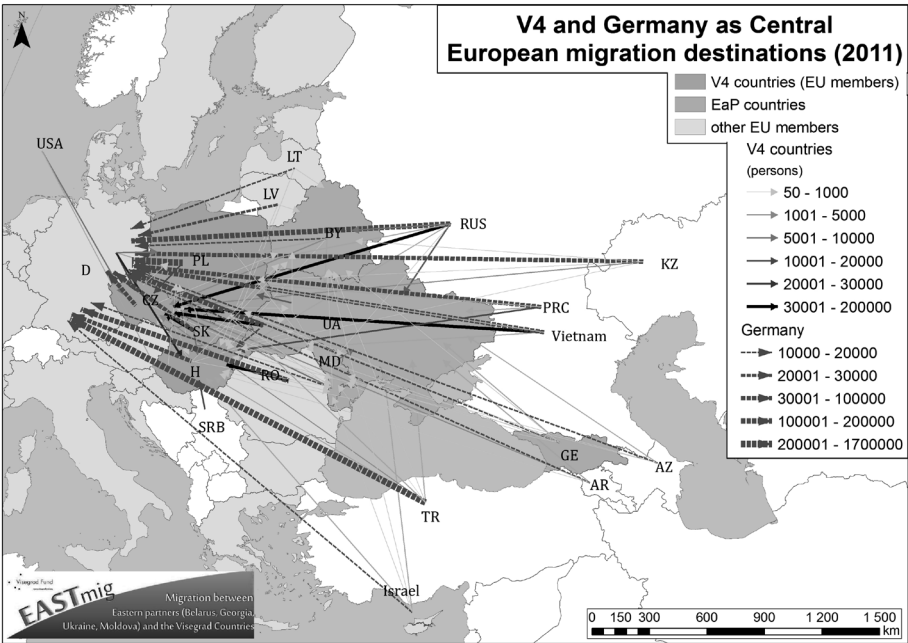 N
V4 and Germany as Central
European migration destinations (2011)
V4 countries (EU members)
EaP countries
other EU members
V4 countries
(persons)
50 - 1000
1001 - 5000
5001 - 10000
10001 - 20000
20001 - 30000
30001 - 200000
Germany
10000 - 20000
20001 - 30000
30001 - 100000
100001 - 200000
200001 - 1700000
USA
LT
LV
BY
RUS
D
PL
KZ
CZ
PRC
SK
UA
Vietnam
MD
H
RO
SRB
GE
AZ
AR
TR
Israel
Visegrad Fund
EASTmig
Migration between
Eastern partners (Belarus, Georgia,
Ukraine, Moldova) and the Visegrad Countries
0 150 300 600 900 1 200 1 500
km